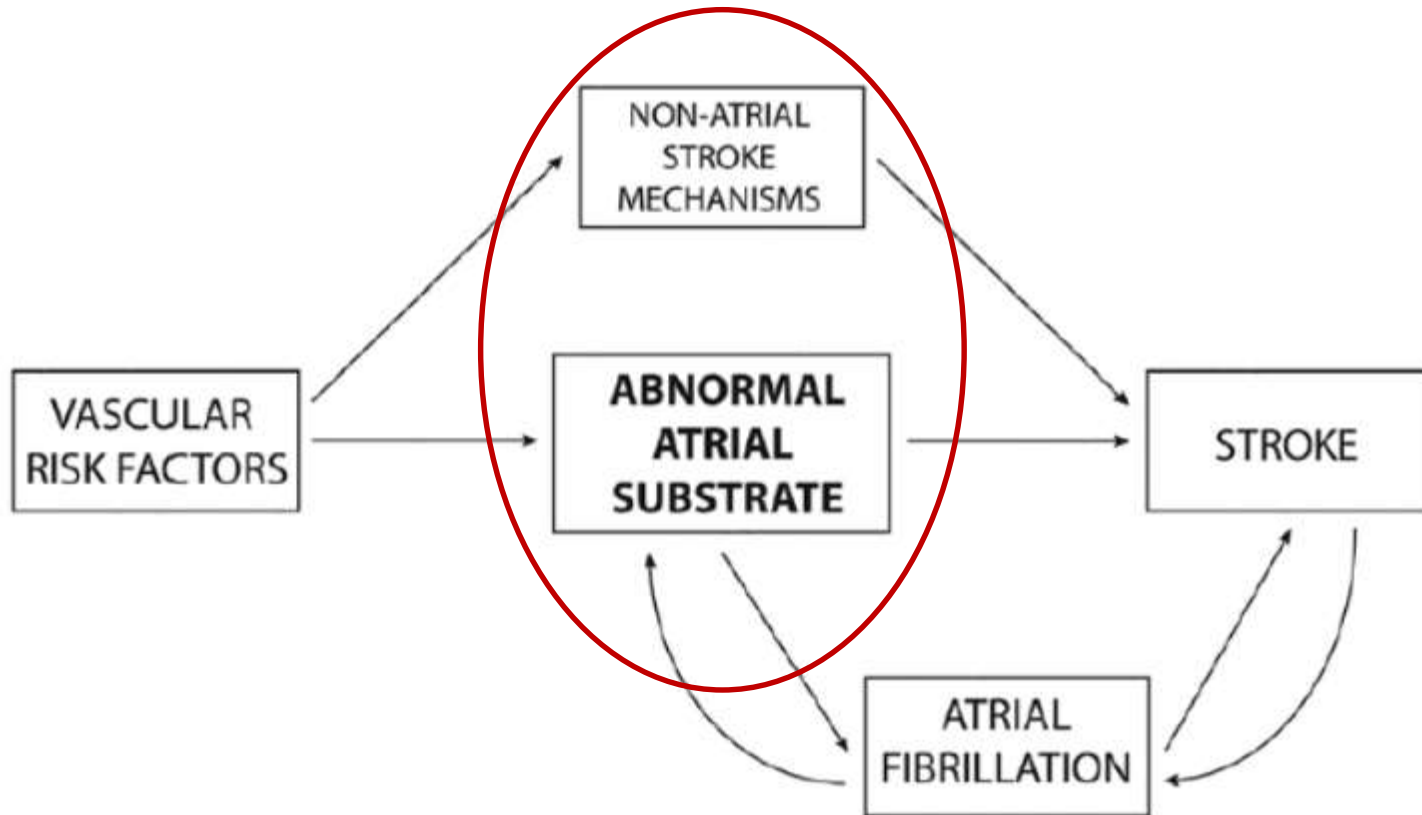 NON-ATRIAL
STROKE
MECHANISMS
VASCULAR
RISK FACTORS
ABNORMAL
ATRIAL
SUBSTRATE
STROKE
ATRIAL
FIBRILLATION